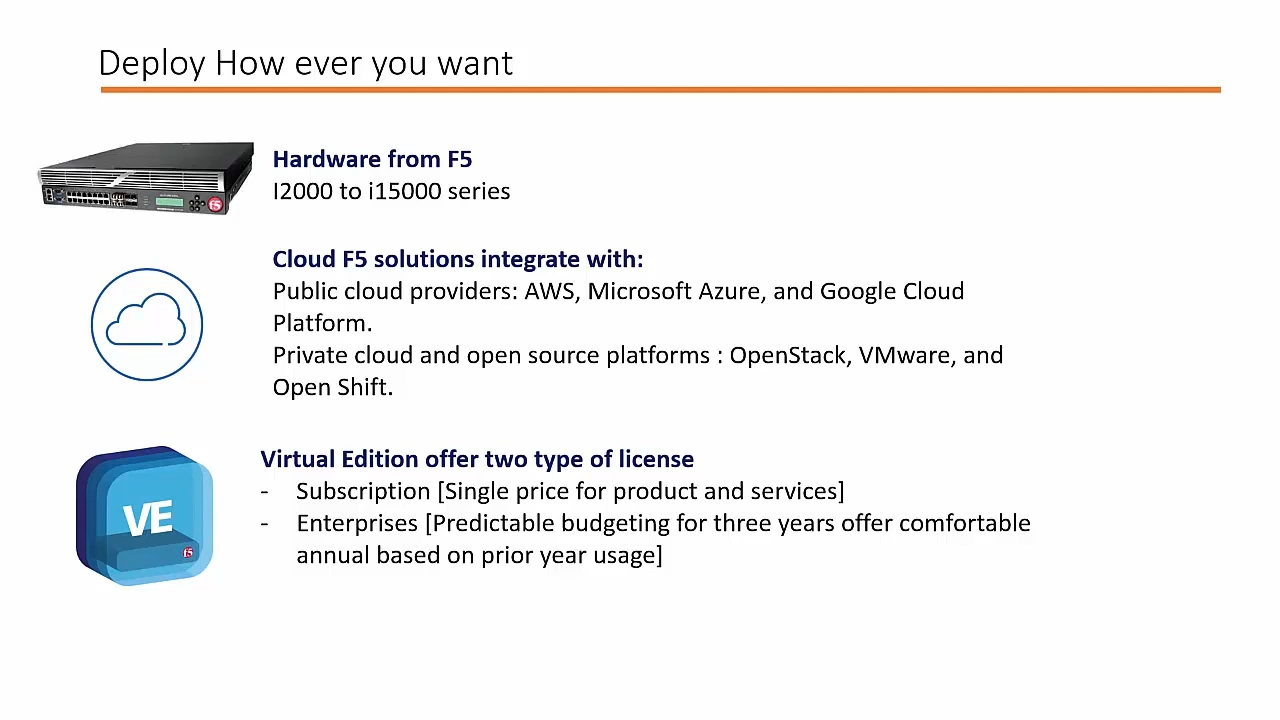 Deploy How ever you want
Hardware from F5
I2000 to i15000 series
f5
Cloud F5 solutions integrate with:
Public cloud providers: AWS, Microsoft Azure, and Google Cloud
Platform.
Private cloud and open source platforms : OpenStack, VMware, and
Open Shift.
Virtual Edition offer two type of license
- Subscription [Single price for product and services]
- Enterprises [Predictable budgeting for three years offer comfortable
annual based on prior year usage]
VE
f5